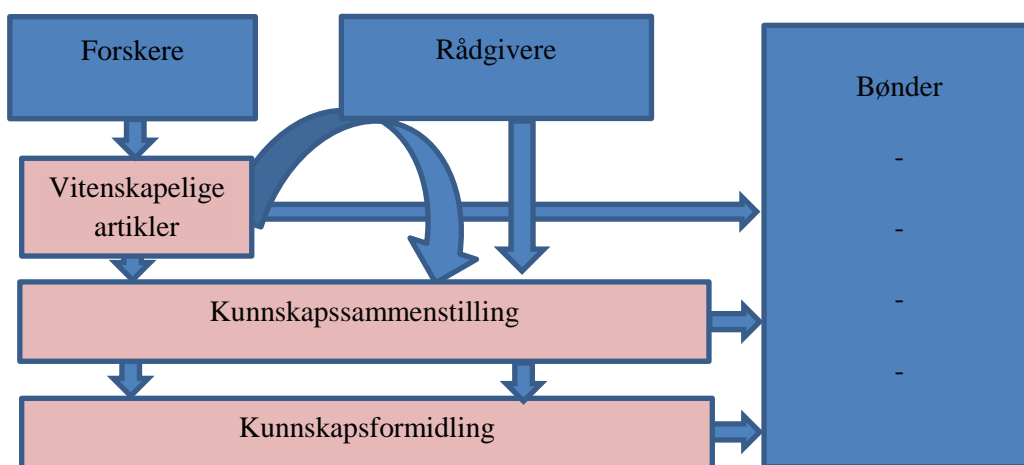 Forskere
Rådgivere
Bønder
-
-
-
-
Vitenskapelige
artikler
Kunnskapssammenstilling
Kunnskapsformidling